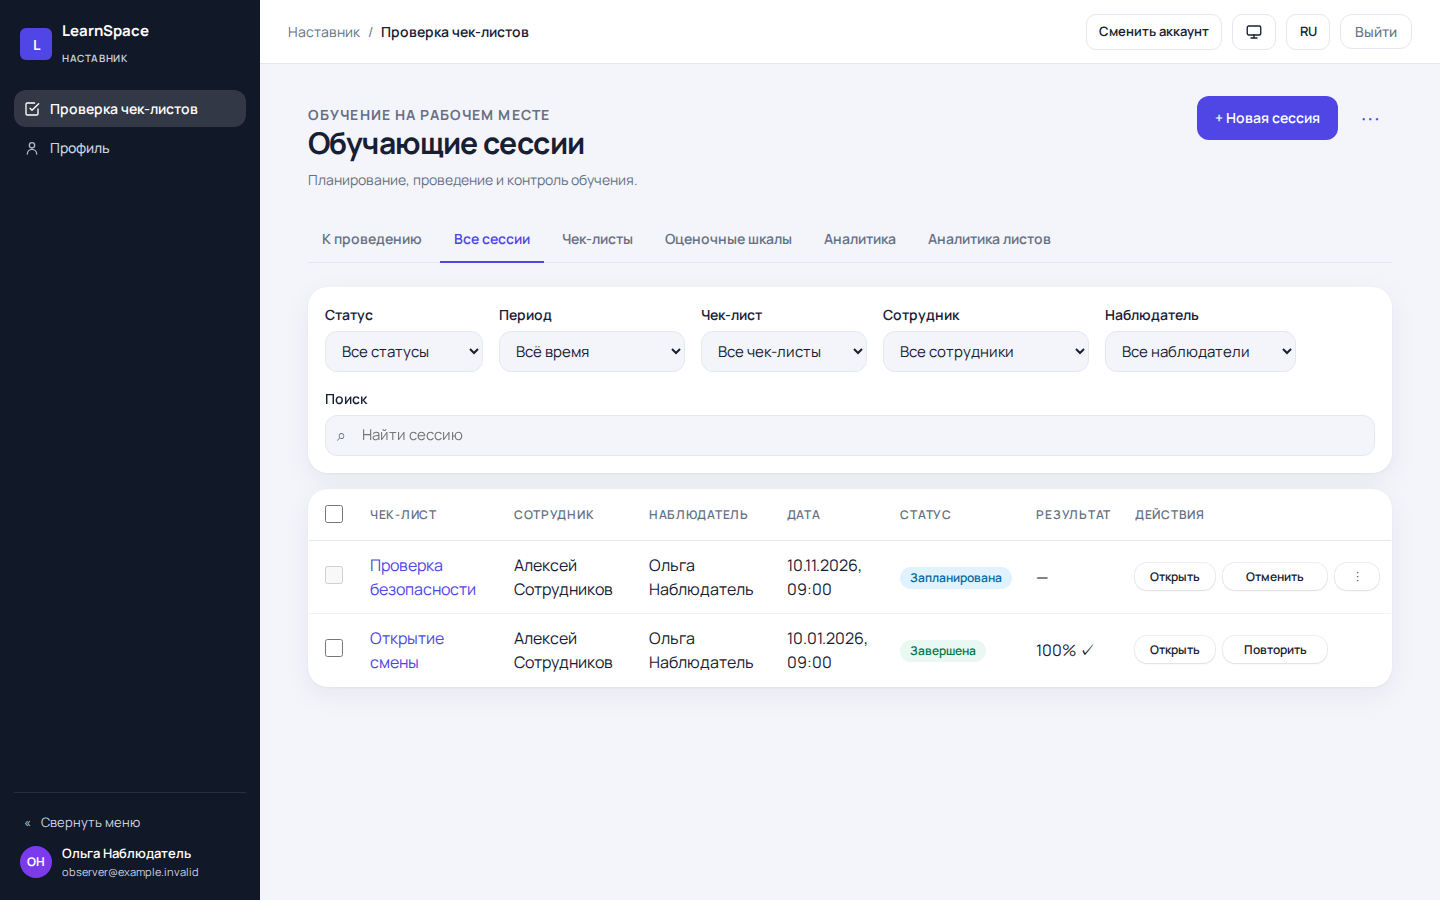 L
LearnSpace
НАСТАВНИК
Проверка чек-листов
Профиль
« Свернуть меню
ОН
Ольга Наблюдатель
observer@example.invalid
Наставник / Проверка чек-листов
Сменить аккаунт
RU
Выйти
ОБУЧЕНИЕ НА РАБОЧЕМ МЕСТЕ
Обучающие сессии
Планирование, проведение и контроль обучения.
+ Новая сессия
...
К проведению
Все сессии
Чек-листы
Оценочные шкалы
Аналитика
Аналитика листов
Статус
Период
Чек-лист
Сотрудник
Наблюдатель
Все статусы
Всё время
Все чек-листы
Все сотрудники
Все наблюдатели
Поиск
Найти сессию
ЧЕК-ЛИСТ
СОТРУДНИК
НАБЛЮДАТЕЛЬ
ДАТА
СТАТУС
РЕЗУЛЬТАТ
ДЕЙСТВИЯ
Проверка
безопасности
Алексей
Сотрудников
Ольга
Наблюдатель
10.11.2026,
09:00
Запланирована
—
Открыть
Отменить
⋮
Открытие
смены
Алексей
Сотрудников
Ольга
Наблюдатель
10.01.2026,
09:00
Завершена
100% ✓
Открыть
Повторить